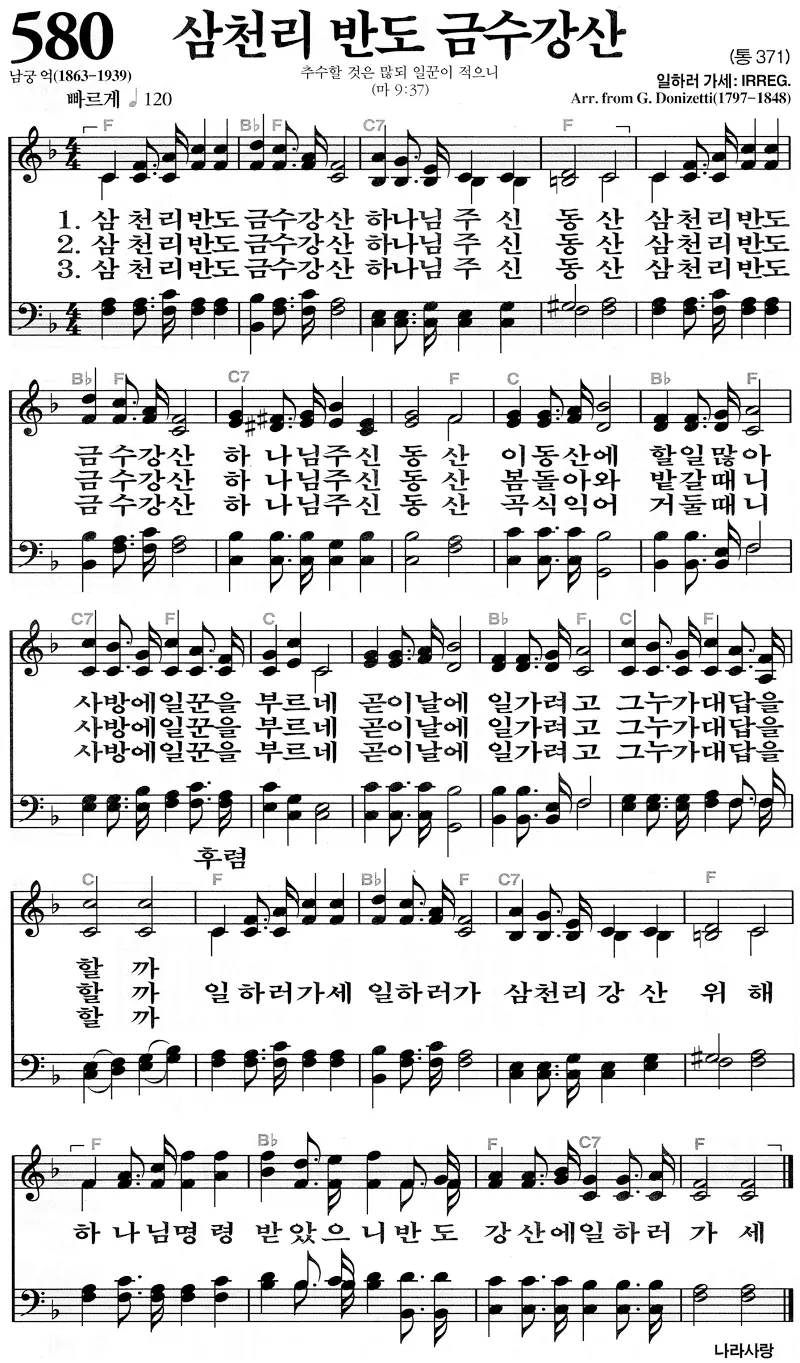 580 삼천리 반도 금수강산
(통 371)
남궁 억(1863-1939)
추수할 것은 많되 일꾼이 적으니
(마 9:37)
일하러 가세: IRREG.
빠르게 ♩120
Arr. from G. Donizetti(1797-1848)
F B♭ F C7 F
1. 삼 천리반도 금수강산 하나님 주 신 동 산 삼천리반도
2. 삼 천리반도 금수강산 하나님 주 신 동 산 삼천리반도
3. 삼 천리반도 금수강산 하나님 주 신 동 산 삼천리반도
B♭ F C7 F C B♭ F
금수강산 하 나님주신 동 산 이동산에 할일많아
금수강산 하 나님주신 동 산 봄돌아와 밭갈때니
금수강산 하 나님주신 동 산 곡식익어 거둘때니
C7 F C B♭ F C F
사방에일꾼을 부르네 곧이날에 일가려고 그누가대답을
사방에일꾼을 부르네 곧이날에 일가려고 그누가대답을
사방에일꾼을 부르네 곧이날에 일가려고 그누가대답을
후렴
C F B♭ F C7 F
할 까
할 까 일하러가세 일하러가 삼천리 강 산 위 해
할 까
F B♭ F C7 F
하 나님명령 받았으니반도 강산에일하러 가 세
나라사랑